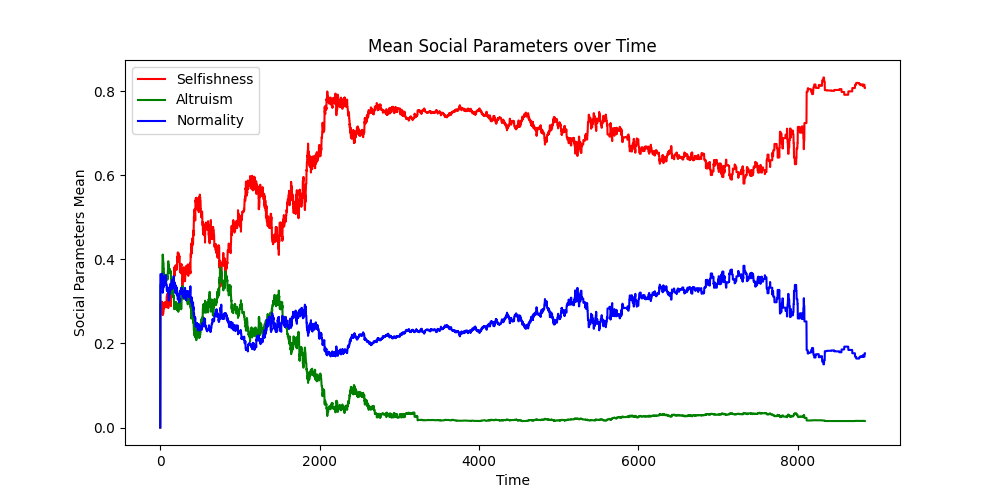 Mean Social Parameters over Time
Selfishness
Altruism
Normality
Social Parameters Mean
0.8
0.6
0.4
0.2
0.0
0 2000 4000 6000 8000
Time